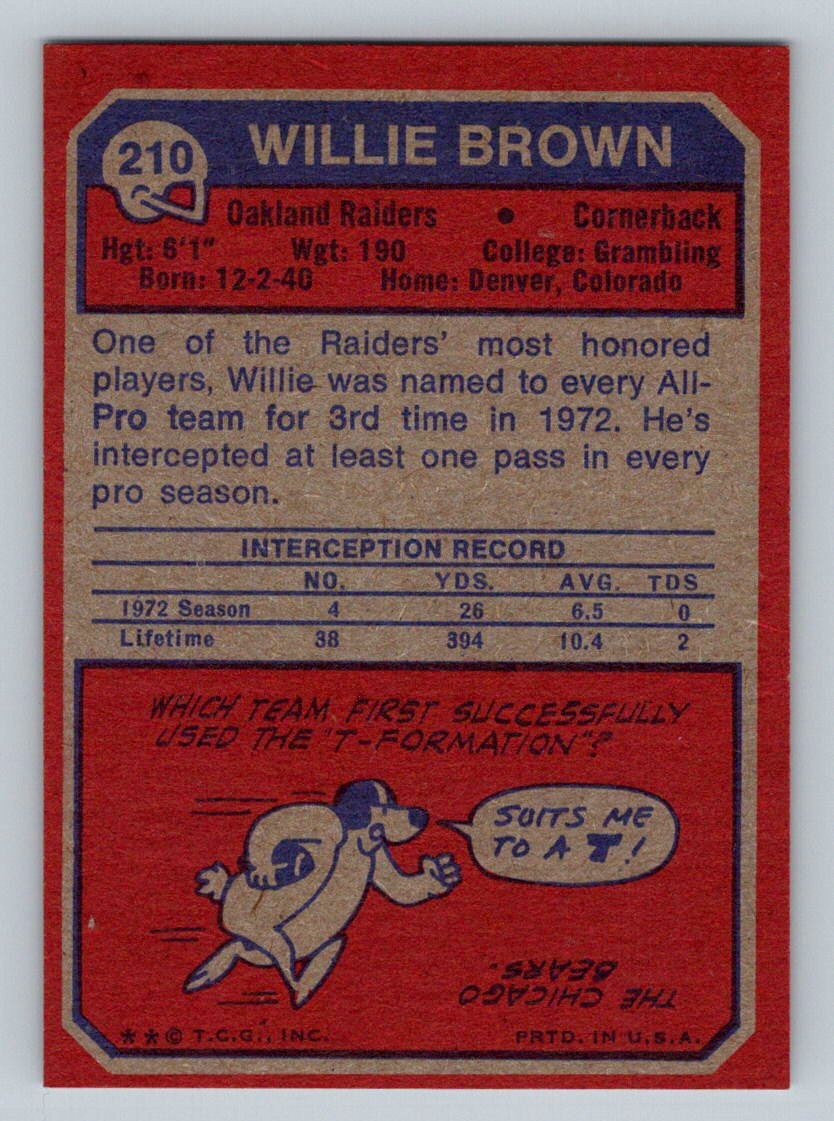 210 WILLIE BROWN
Oakland Raiders • Cornerback
Hgt: 6'1" Wgt: 190 College: Grambling
Born: 12-2-40 Home: Denver, Colorado
One of the Raiders' most honored
players, Willie was named to every All-
Pro team for 3rd time in 1972. He's
intercepted at least one pass in every
pro season.
INTERCEPTION RECORD
NO. YDS. AVG. TDS
1972 Season 4 26 6.5 0
Lifetime 38 394 10.4 2
WHICH TEAM FIRST SUCCESSFULLY
USED THE "T-FORMATION"?
SUITS ME
TO A T!
THE CHICAGO
BEARS.
**© T.C.G., INC. PRTD. IN U.S.A.